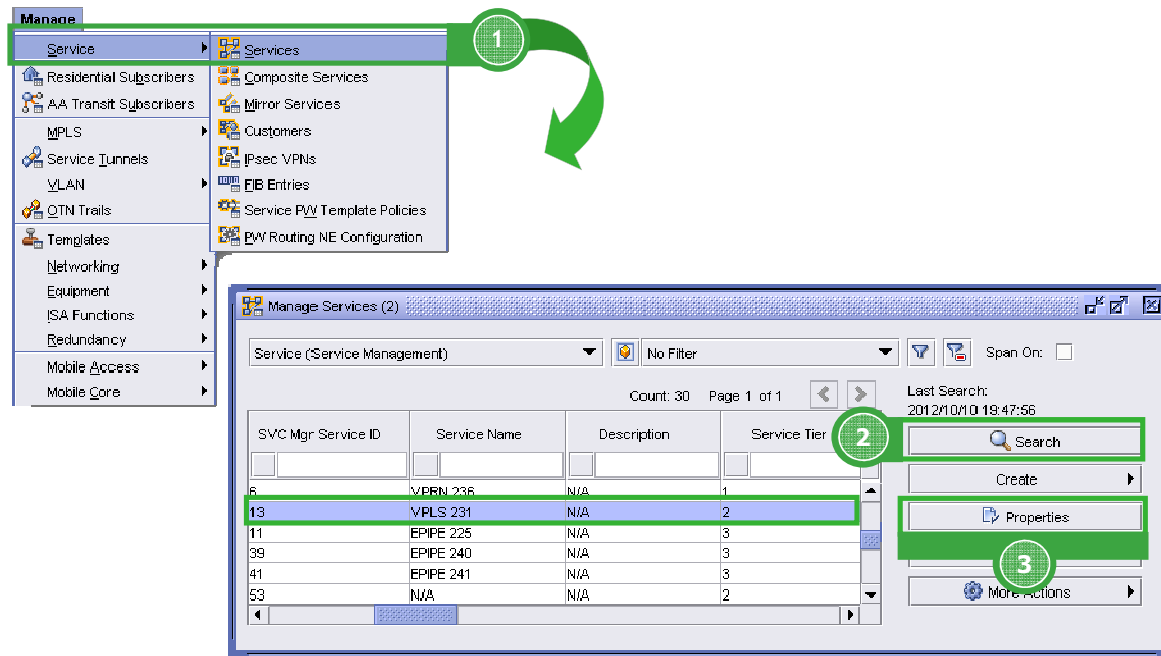 Manage
Service
Services
Residential Subscribers
Composite Services
AA Transit Subscribers
Mirror Services
MPLS
Customers
Service Tunnels
IPsec VPNs
VLAN
FIB Entries
OTN Trails
Service PW Template Policies
Templates
PW Routing NE Configuration
Networking
Equipment
ISA Functions
Redundancy
Mobile Access
Mobile Core
1
Manage Services (2)
Service (Service Management)
No Filter
Span On:
Count: 30 Page 1 of 1
Last Search:
2012/10/10 19:47:56
SVC Mgr Service ID Service Name Description Service Tier
2
Search
Create
6 VPRN 236 N/A 1
13 VPLS 231 N/A 2
Properties
11 EPIPE 225 N/A 3
39 EPIPE 240 N/A 3
3
41 EPIPE 241 N/A 3
53 N/A N/A 2
More Actions